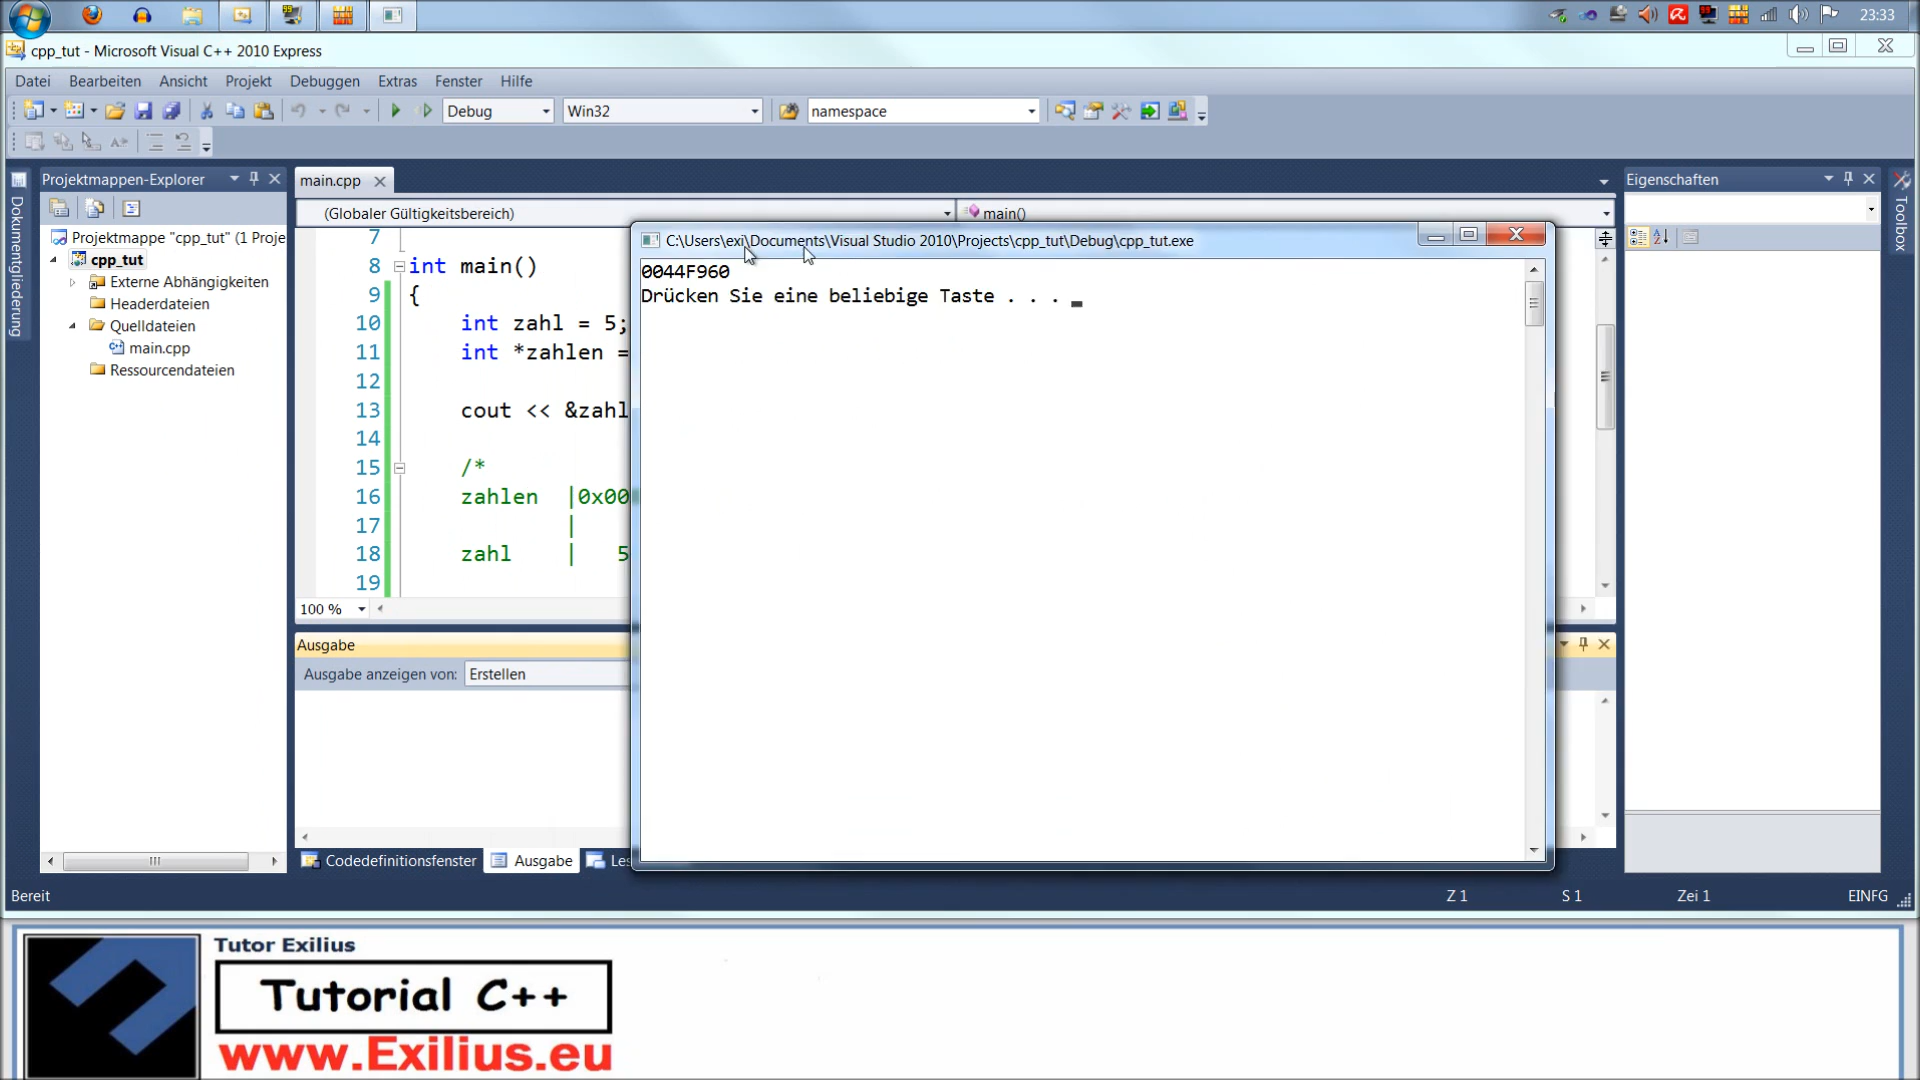 23:33
cpp_tut - Microsoft Visual C++ 2010 Express
Datei Bearbeiten Ansicht Projekt Debuggen Extras Fenster Hilfe
Debug Win32 namespace
Projektmappen-Explorer
main.cpp
Eigenschaften
Dokumentgliederung
Toolbox
(Globaler Gültigkeitsbereich)
main()
Projektmappe "cpp_tut" (1 Proje
cpp_tut
Externe Abhängigkeiten
Headerdateien
Quelldateien
main.cpp
Ressourcendateien
7
8 int main()
9 {
10 int zahl = 5;
11 int *zahlen =
12
13 cout << &zahl
14
15 /*
16 zahlen |0x00
17 |
18 zahl | 5
19
100 %
C:\Users\exi\Documents\Visual Studio 2010\Projects\cpp_tut\Debug\cpp_tut.exe
0044F960
Drücken Sie eine beliebige Taste . . . _
Ausgabe
Ausgabe anzeigen von: Erstellen
Codedefinitionsfenster Ausgabe Les
Bereit
Z 1 S 1 Zei 1 EINFG
Tutor Exilius
Tutorial C++
www.Exilius.eu